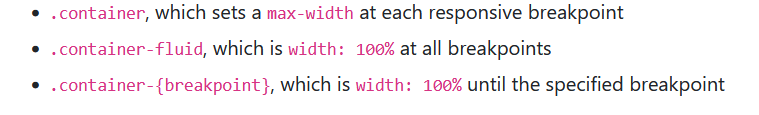 .container, which sets a max-width at each responsive breakpoint
.container-fluid, which is width: 100% at all breakpoints
.container-{breakpoint}, which is width: 100% until the specified breakpoint